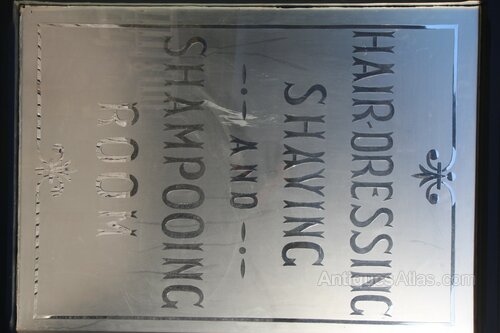 HAIR-DRESSING
SHAVING
AND
SHAMPOOING
ROOM
AntiquesAtlas.com